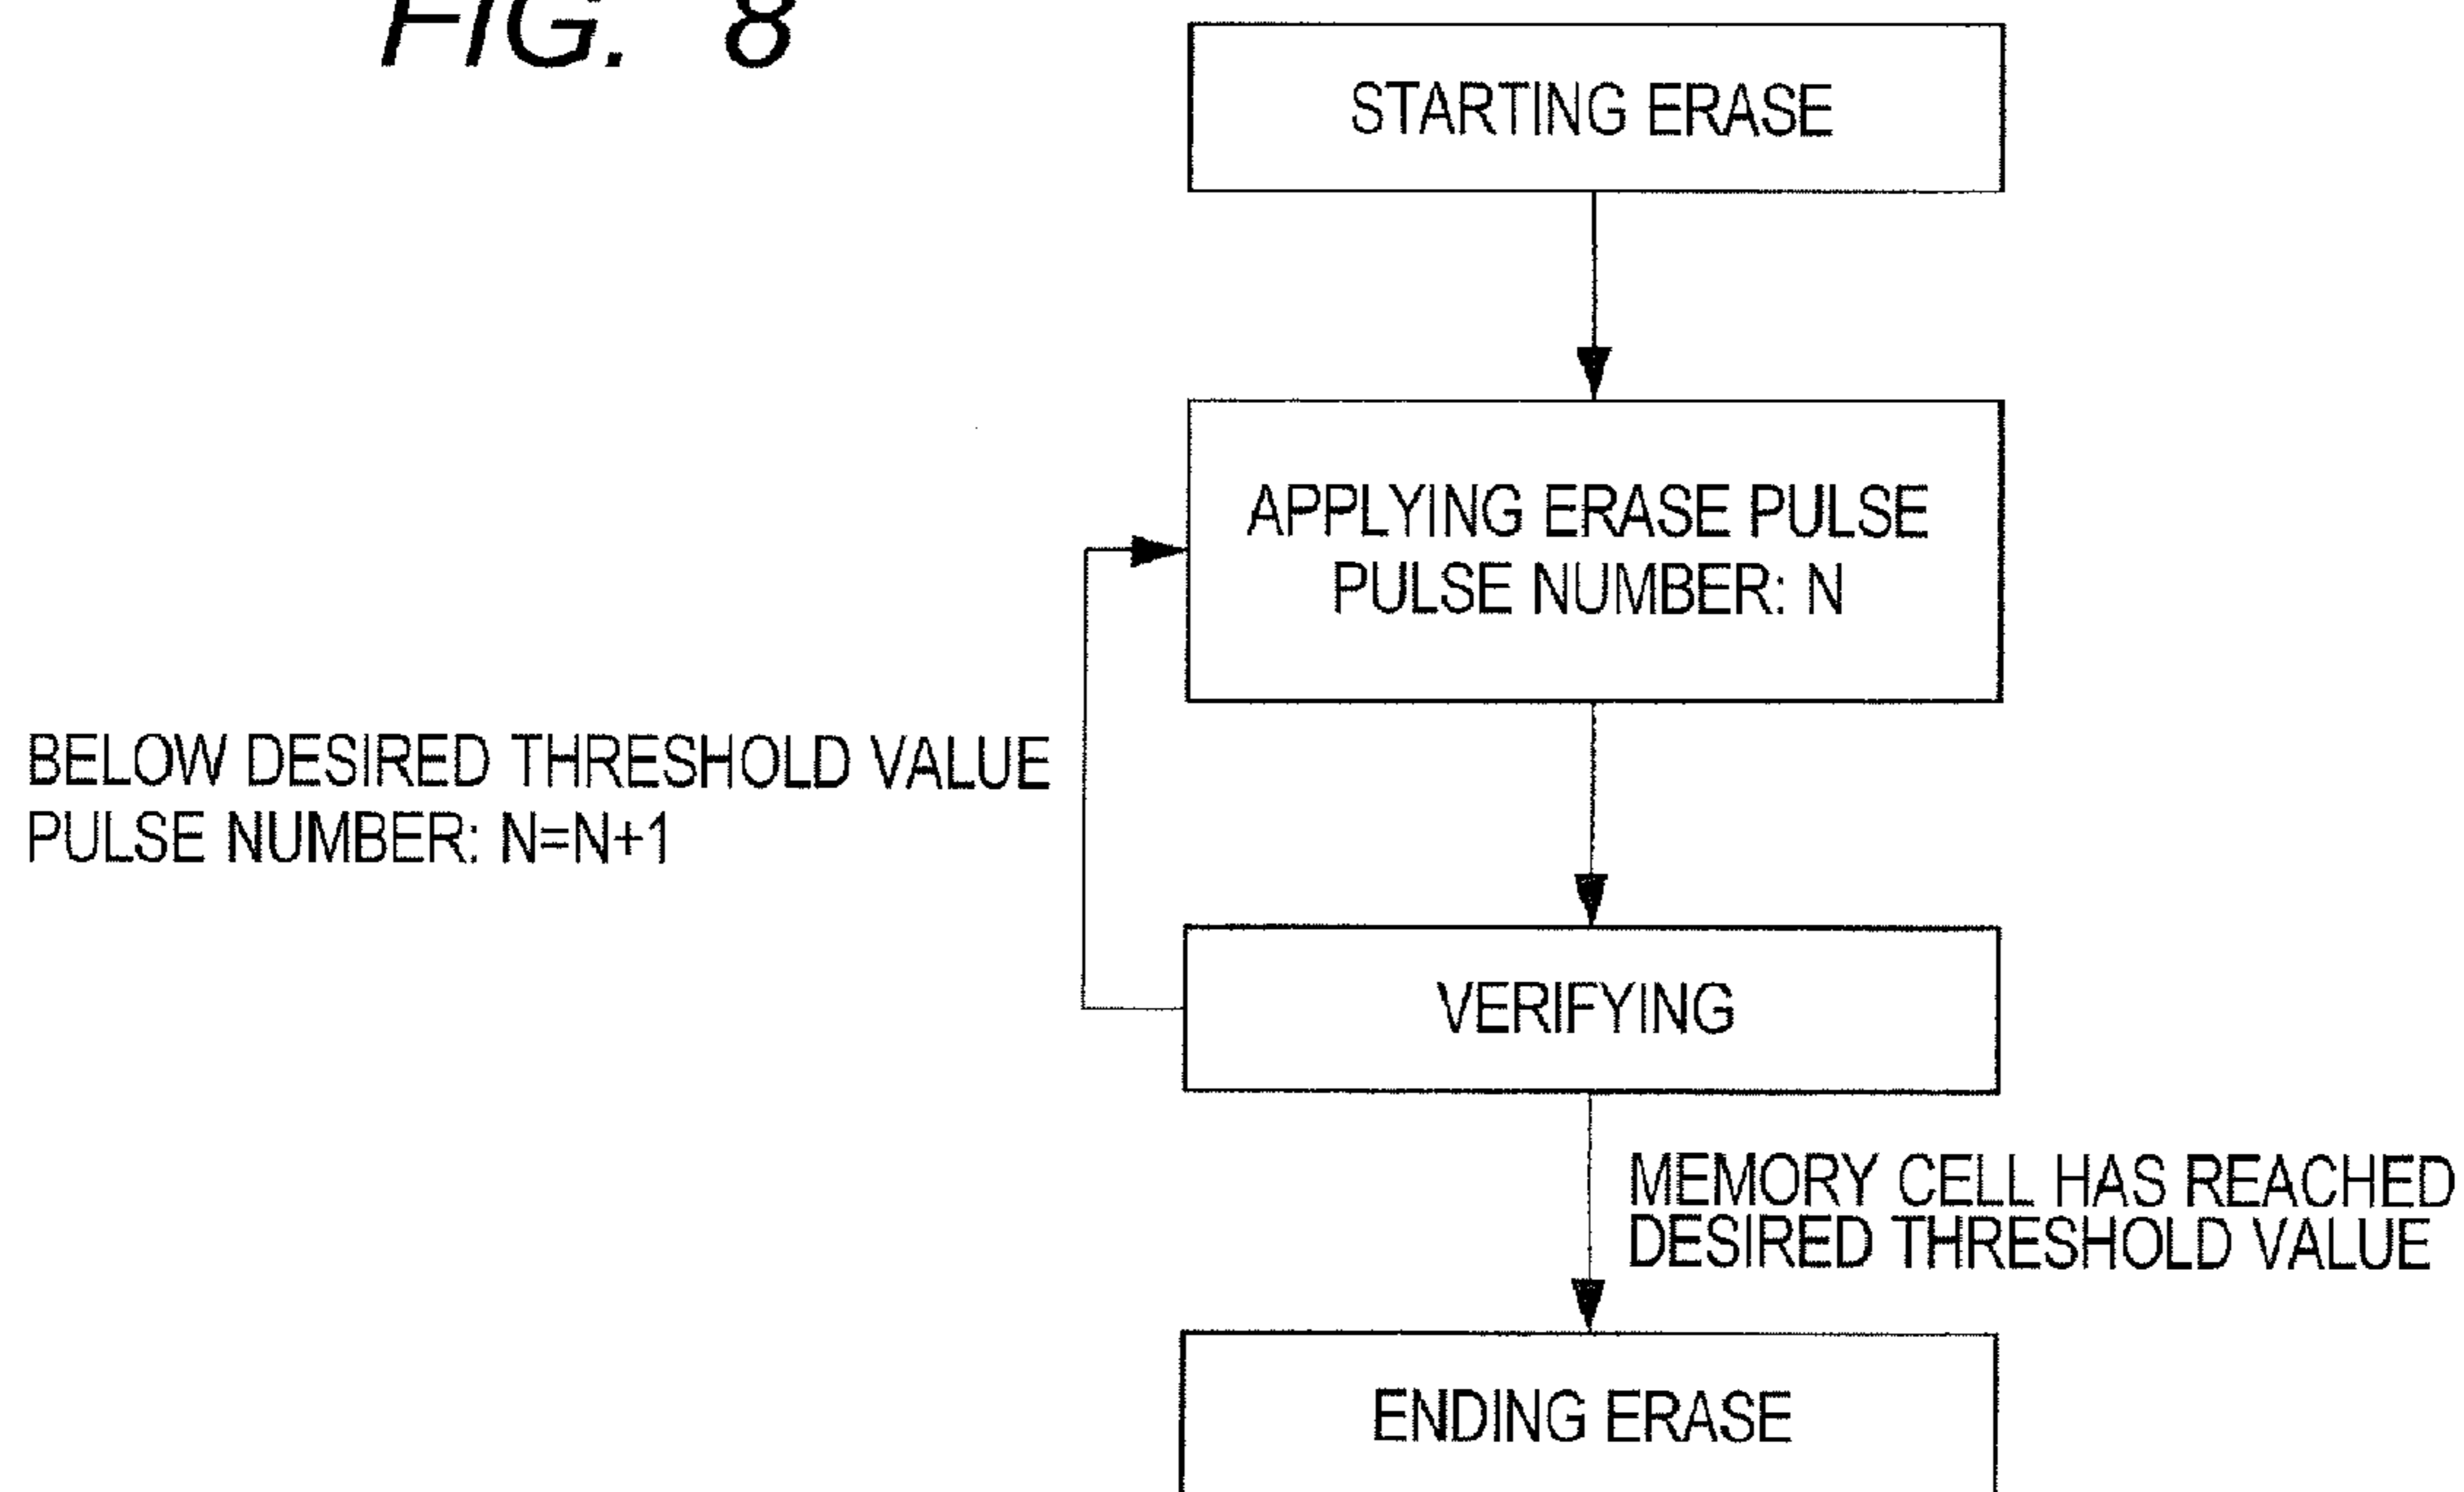 FIG. 8
STARTING ERASE
APPLYING ERASE PULSE
PULSE NUMBER: N
BELOW DESIRED THRESHOLD VALUE
PULSE NUMBER: N=N+1
VERIFYING
MEMORY CELL HAS REACHED
DESIRED THRESHOLD VALUE
ENDING ERASE